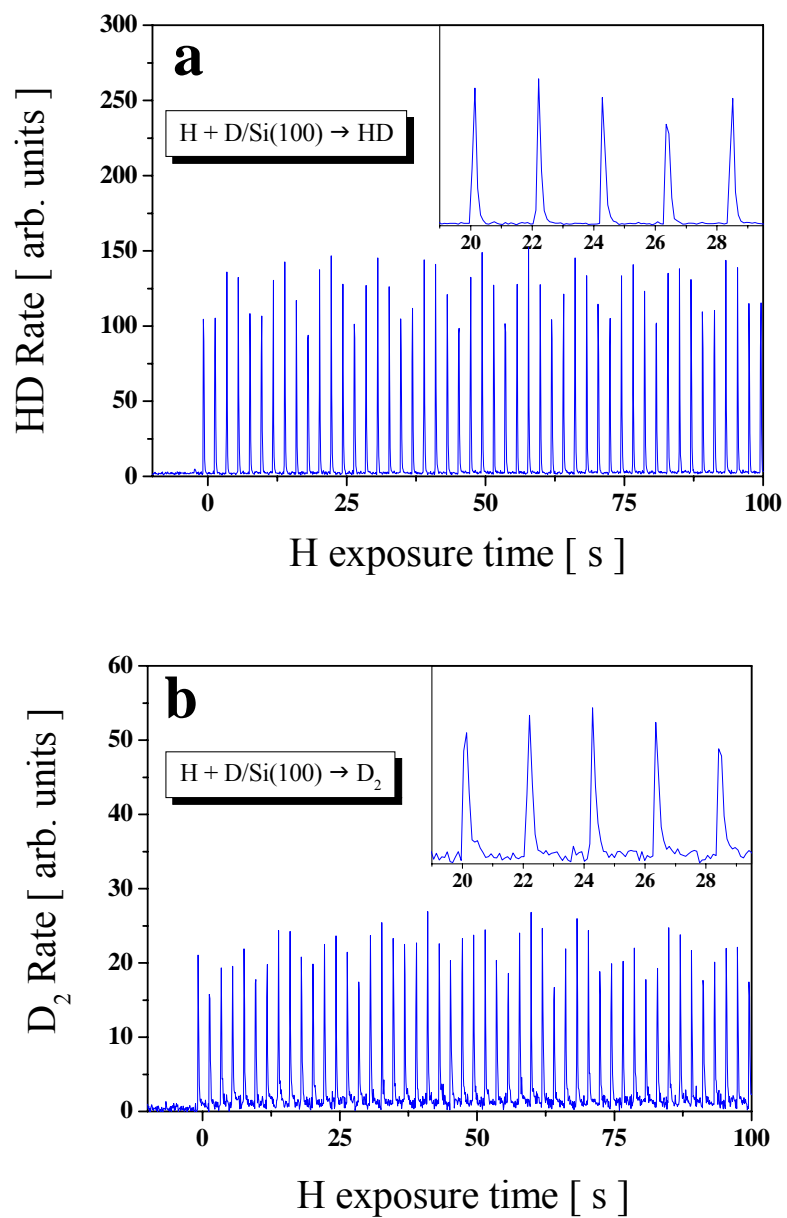 a
H + D/Si(100) → HD
HD Rate [ arb. units ]
300
250
200
150
100
50
0
20 22 24 26 28
0 25 50 75 100
H exposure time [ s ]
b
H + D/Si(100) → D₂
D₂ Rate [ arb. units ]
60
50
40
30
20
10
0
20 22 24 26 28
0 25 50 75 100
H exposure time [ s ]